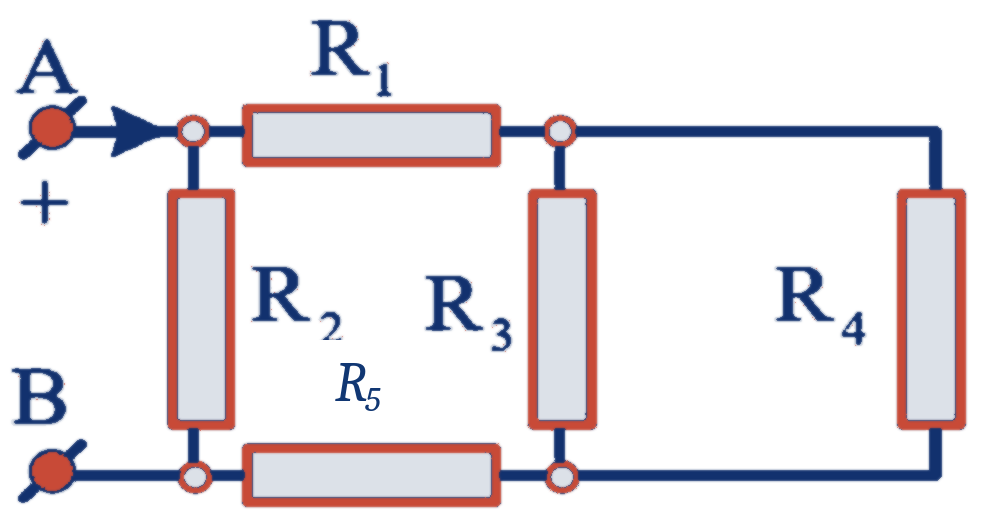 R₁
A
+
R₂
R₃
R₄
R₅
B